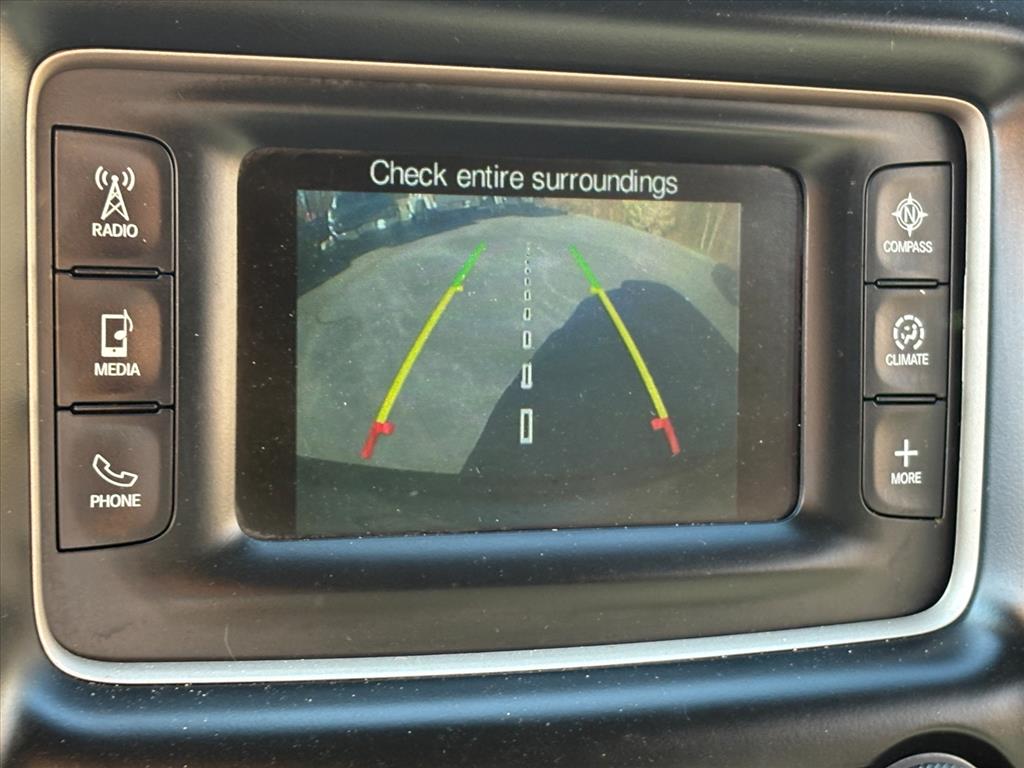 Check entire surroundings
RADIO
MEDIA
PHONE
N
COMPASS
CLIMATE
MORE